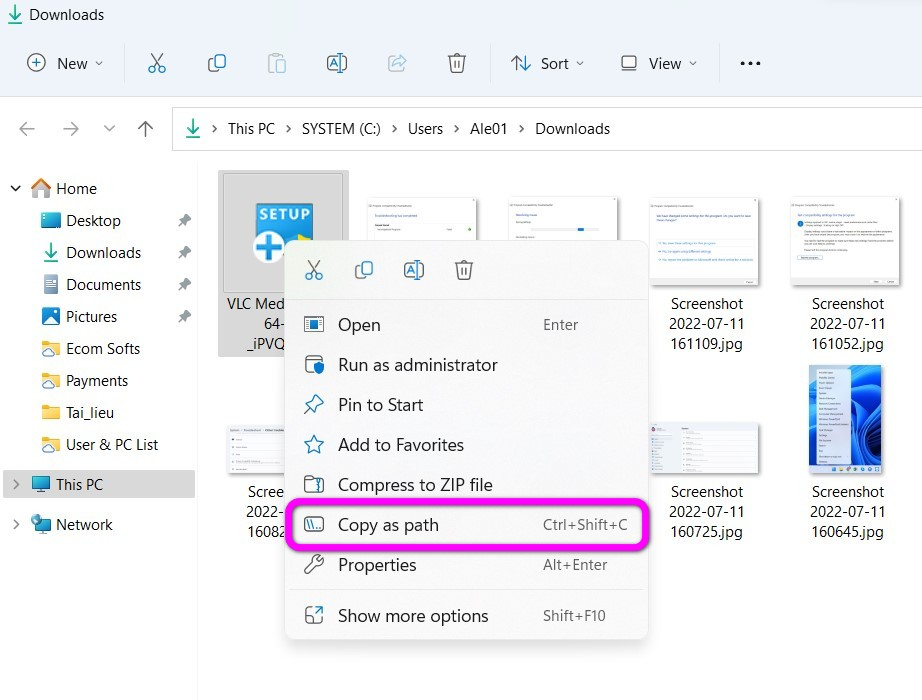 Downloads
New
Sort
View
This PC
SYSTEM (C:)
Users
Ale01
Downloads
Home
Desktop
Downloads
Documents
Pictures
Ecom Softs
Payments
Tai_lieu
User & PC List
This PC
Network
SETUP
VLC Med
64-
_iPVQ
Screenshot
2022-07-11
161109.jpg
Screenshot
2022-07-11
161052.jpg
Scree
2022-
1608
Screenshot
2022-07-11
160725.jpg
Screenshot
2022-07-11
160645.jpg
Open Enter
Run as administrator
Pin to Start
Add to Favorites
Compress to ZIP file
Copy as path Ctrl+Shift+C
Properties Alt+Enter
Show more options Shift+F10